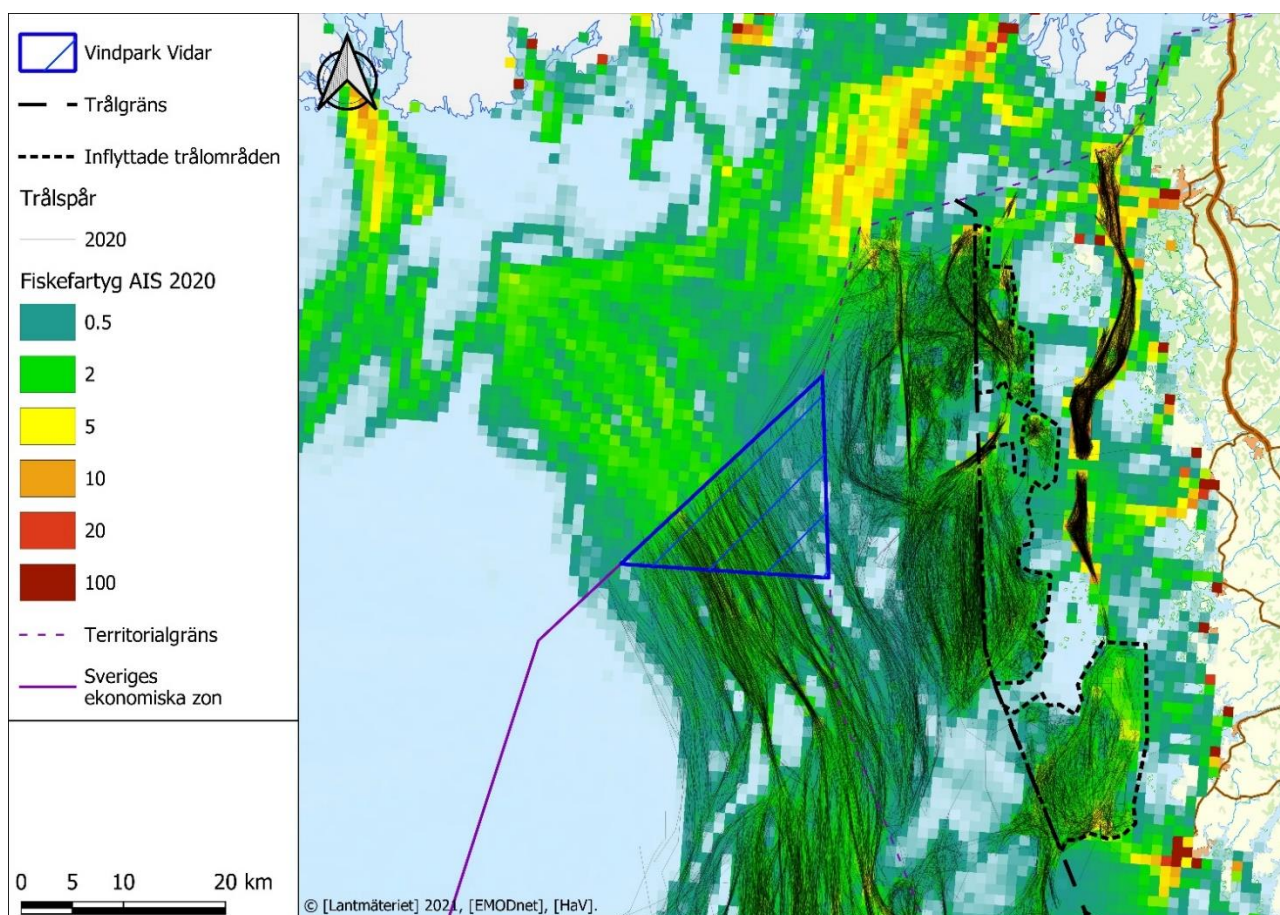 Vindpark Vidar
Trålgräns
Inflyttade trålområden
Trålspår
2020
Fiskefartyg AIS 2020
0.5
2
5
10
20
100
Territorialgräns
Sveriges
ekonomiska zon
0 5 10 20 km
© [Lantmäteriet] 2021, [EMODnet], [HaV].